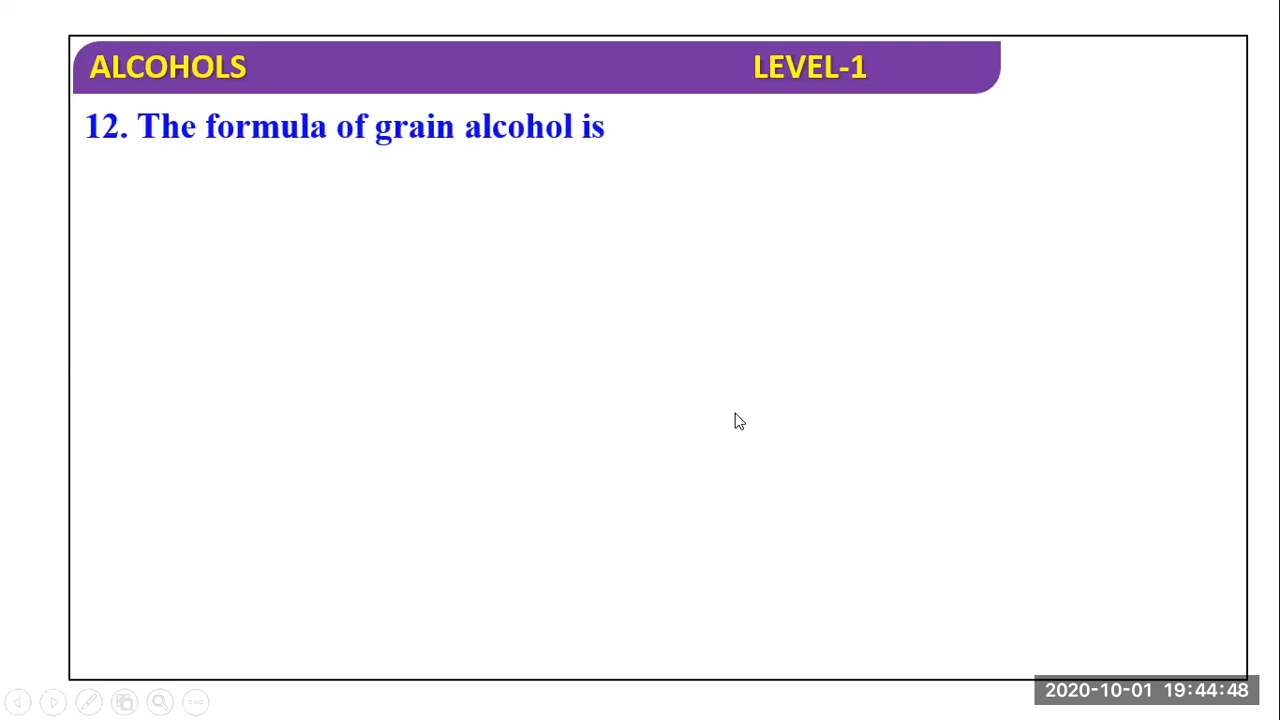 ALCOHOLS LEVEL-1
12. The formula of grain alcohol is
2020-10-01 19:44:48